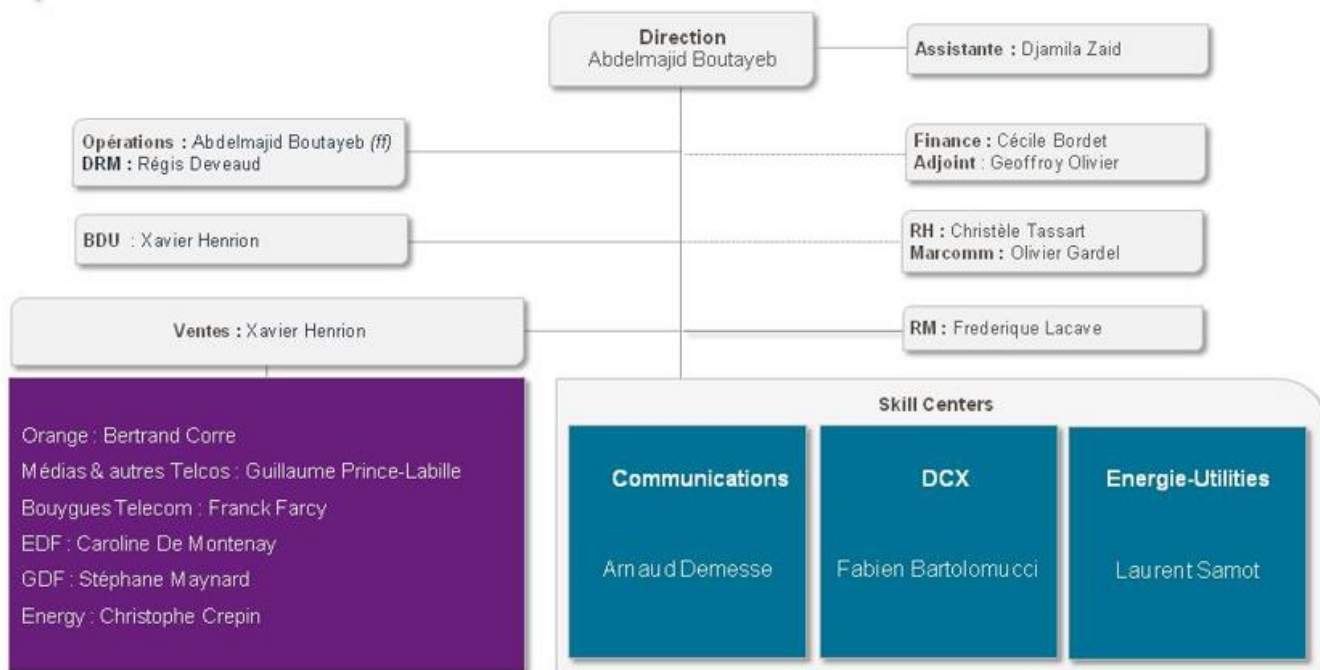 Direction
Abdelmajid Boutayeb
Assistante : Djamila Zaid
Opérations : Abdelmajid Boutayeb (ff)
DRM : Régis Deveaud
Finance : Cécile Bordet
Adjoint : Geoffroy Olivier
BDU : Xavier Henrion
RH : Christèle Tassart
Marcomm : Olivier Gardel
Ventes : Xavier Henrion
RM : Frederique Lacave
Orange : Bertrand Corre
Médias & autres Telcos : Guillaume Prince-Labille
Bouygues Telecom : Franck Farcy
EDF : Caroline De Montenay
GDF : Stéphane Maynard
Energy : Christophe Crepin
Skill Centers
Communications
Arnaud Demesse
DCX
Fabien Bartolomucci
Energie-Utilities
Laurent Samot